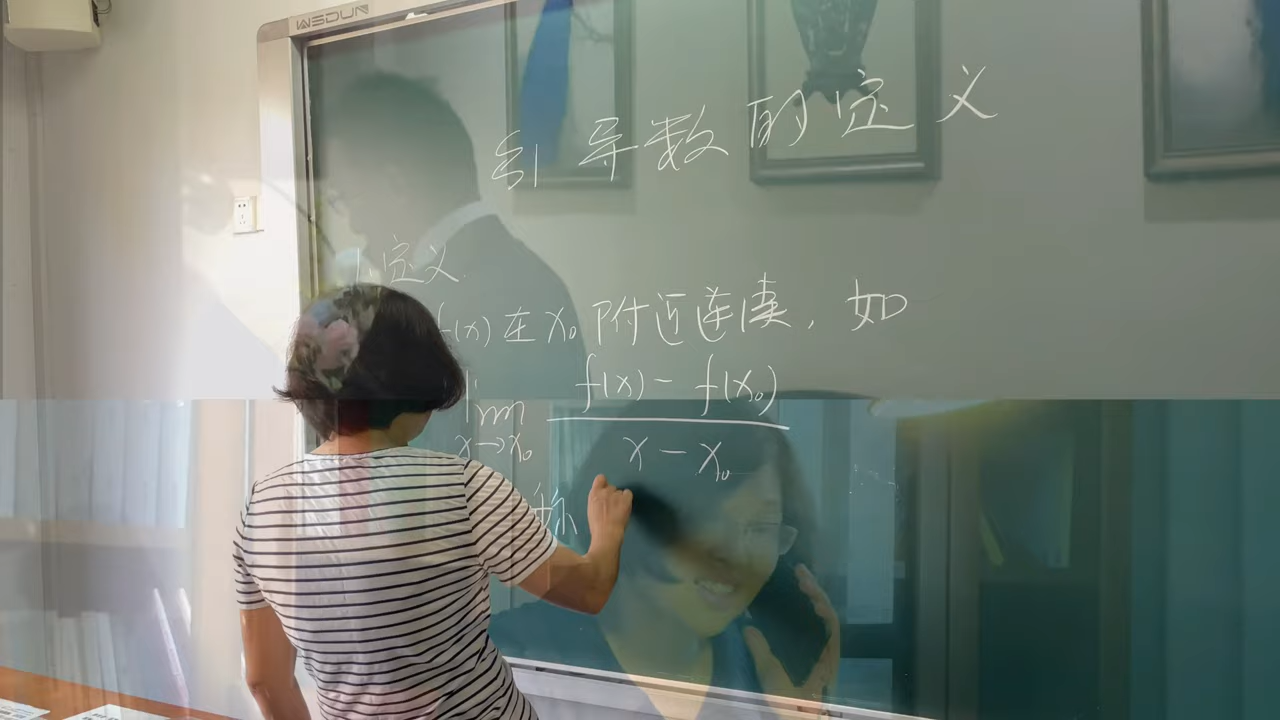 WSDUN
引 导数的定义
1. 定义
f(x) 在 x₀ 附近连续, 如
lim x→x₀ (f(x) - f(x₀)) / (x - x₀)
称